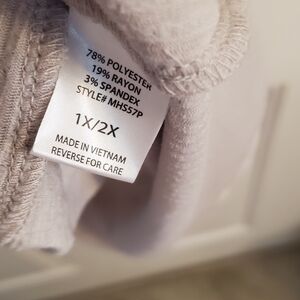 78% POLYESTER
19% RAYON
3% SPANDEX
STYLE# MHS57P
1X/2X
MADE IN VIETNAM
REVERSE FOR CARE